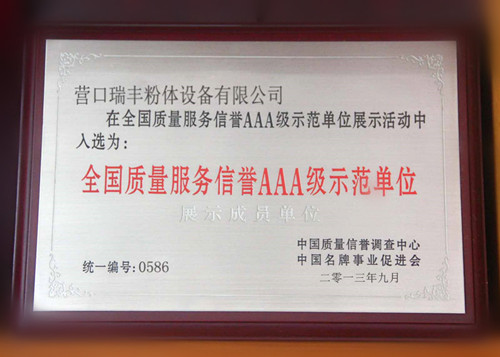 营口瑞丰粉体设备有限公司
在全国质量服务信誉AAA级示范单位展示活动中
入选为：
全国质量服务信誉AAA级示范单位
展示成员单位
中国质量信誉调查中心
统一编号:0586
中国名牌事业促进会
二零一三年九月